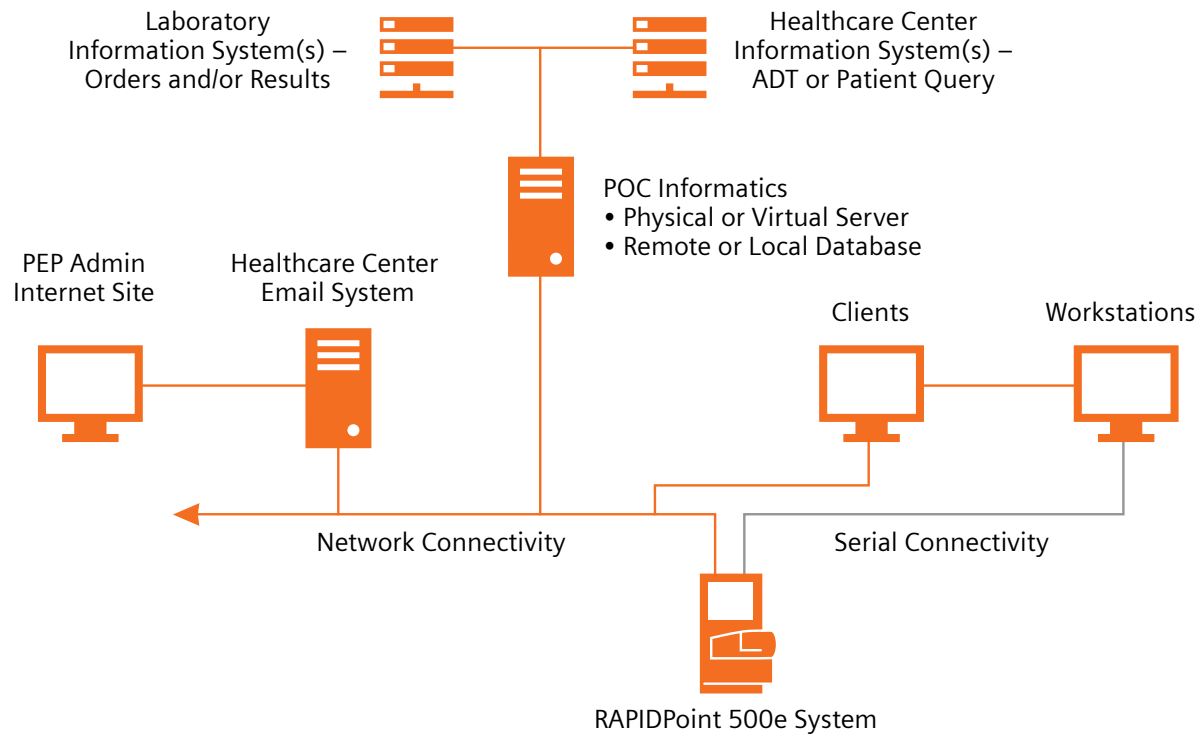 Laboratory
Information System(s) –
Orders and/or Results
Healthcare Center
Information System(s) –
ADT or Patient Query
POC Informatics
• Physical or Virtual Server
• Remote or Local Database
PEP Admin
Internet Site
Healthcare Center
Email System
Clients
Workstations
Network Connectivity
Serial Connectivity
RAPIDPoint 500e System